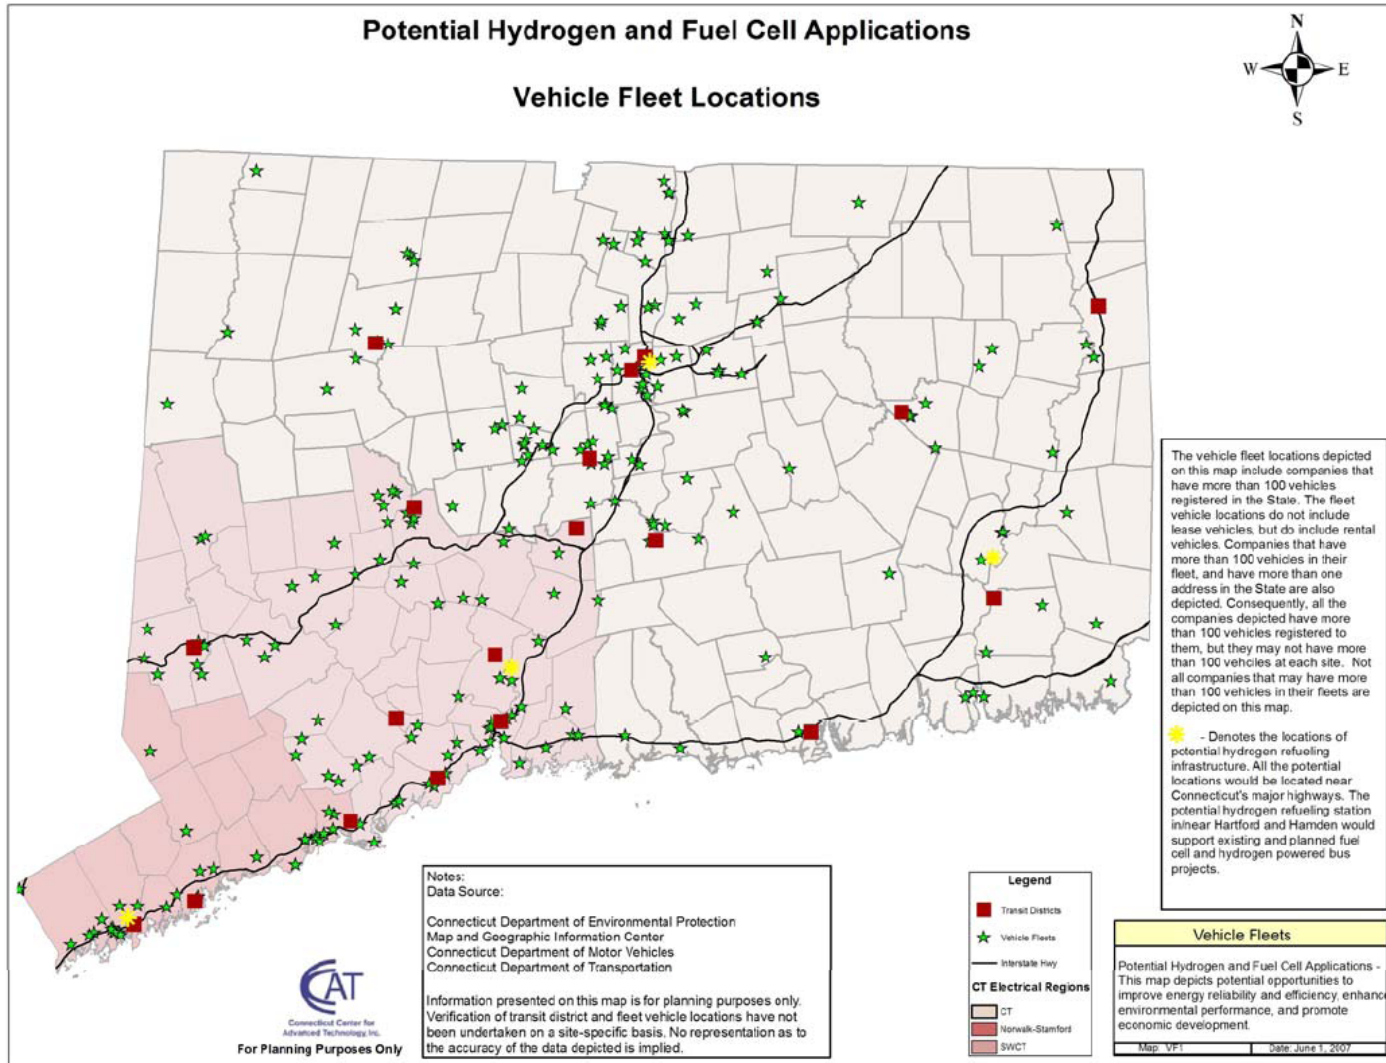 Potential Hydrogen and Fuel Cell Applications
Vehicle Fleet Locations
N
W
E
S
The vehicle fleet locations depicted
on this map include companies that
have more than 100 vehicles
registered in the State. The fleet
vehicle locations do not include
lease vehicles, but do include rental
vehicles. Companies that have
more than 100 vehicles in their
fleet, and have more than one
address in the State are also
depicted. Consequently, all the
companies depicted have more
than 100 vehicles registered to
them, but they may not have more
than 100 vehciles at each site. Not
all companies that may have more
than 100 vehicles in their fleets are
depicted on this map.
- Denotes the locations of
potential hydrogen refueling
infrastructure. All the potential
locations would be located near
Connecticut's major highways. The
potential hydrogen refueling station
in/near Hartford and Hamden would
support existing and planned fuel
cell and hydrogen powered bus
projects.
Notes:
Data Source:
Connecticut Department of Environmental Protection
Map and Geographic Information Center
Connecticut Department of Motor Vehicles
Connecticut Department of Transportation
Information presented on this map is for planning purposes only.
Verification of transit district and fleet vehicle locations have not
been undertaken on a site-specific basis. No representation as to
the accuracy of the data depicted is implied.
CCAT
Connecticut Center for
Advanced Technology, Inc.
For Planning Purposes Only
Legend
Transit Districts
Vehicle Fleets
Interstate Hwy
CT Electrical Regions
CT
Norwalk-Stamford
SWCT
Vehicle Fleets
Potential Hydrogen and Fuel Cell Applications -
This map depicts potential opportunities to
improve energy reliability and efficiency, enhance
environmental performance, and promote
economic development.
Map: VF1
Date: June 1, 2007